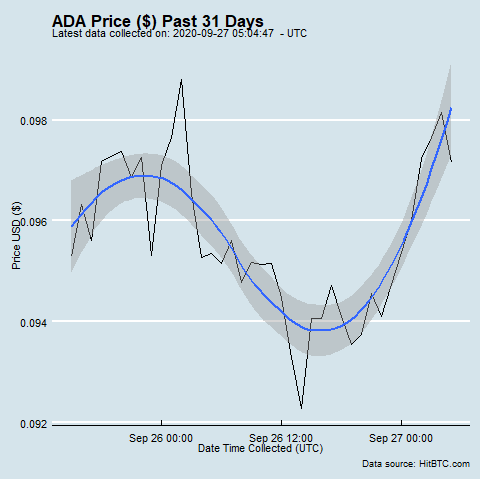 ADA Price ($) Past 31 Days
Latest data collected on: 2020-09-27 05:04:47 - UTC
Price USD ($)
0.098
0.096
0.094
0.092
Sep 26 00:00
Sep 26 12:00
Sep 27 00:00
Date Time Collected (UTC)
Data source: HitBTC.com